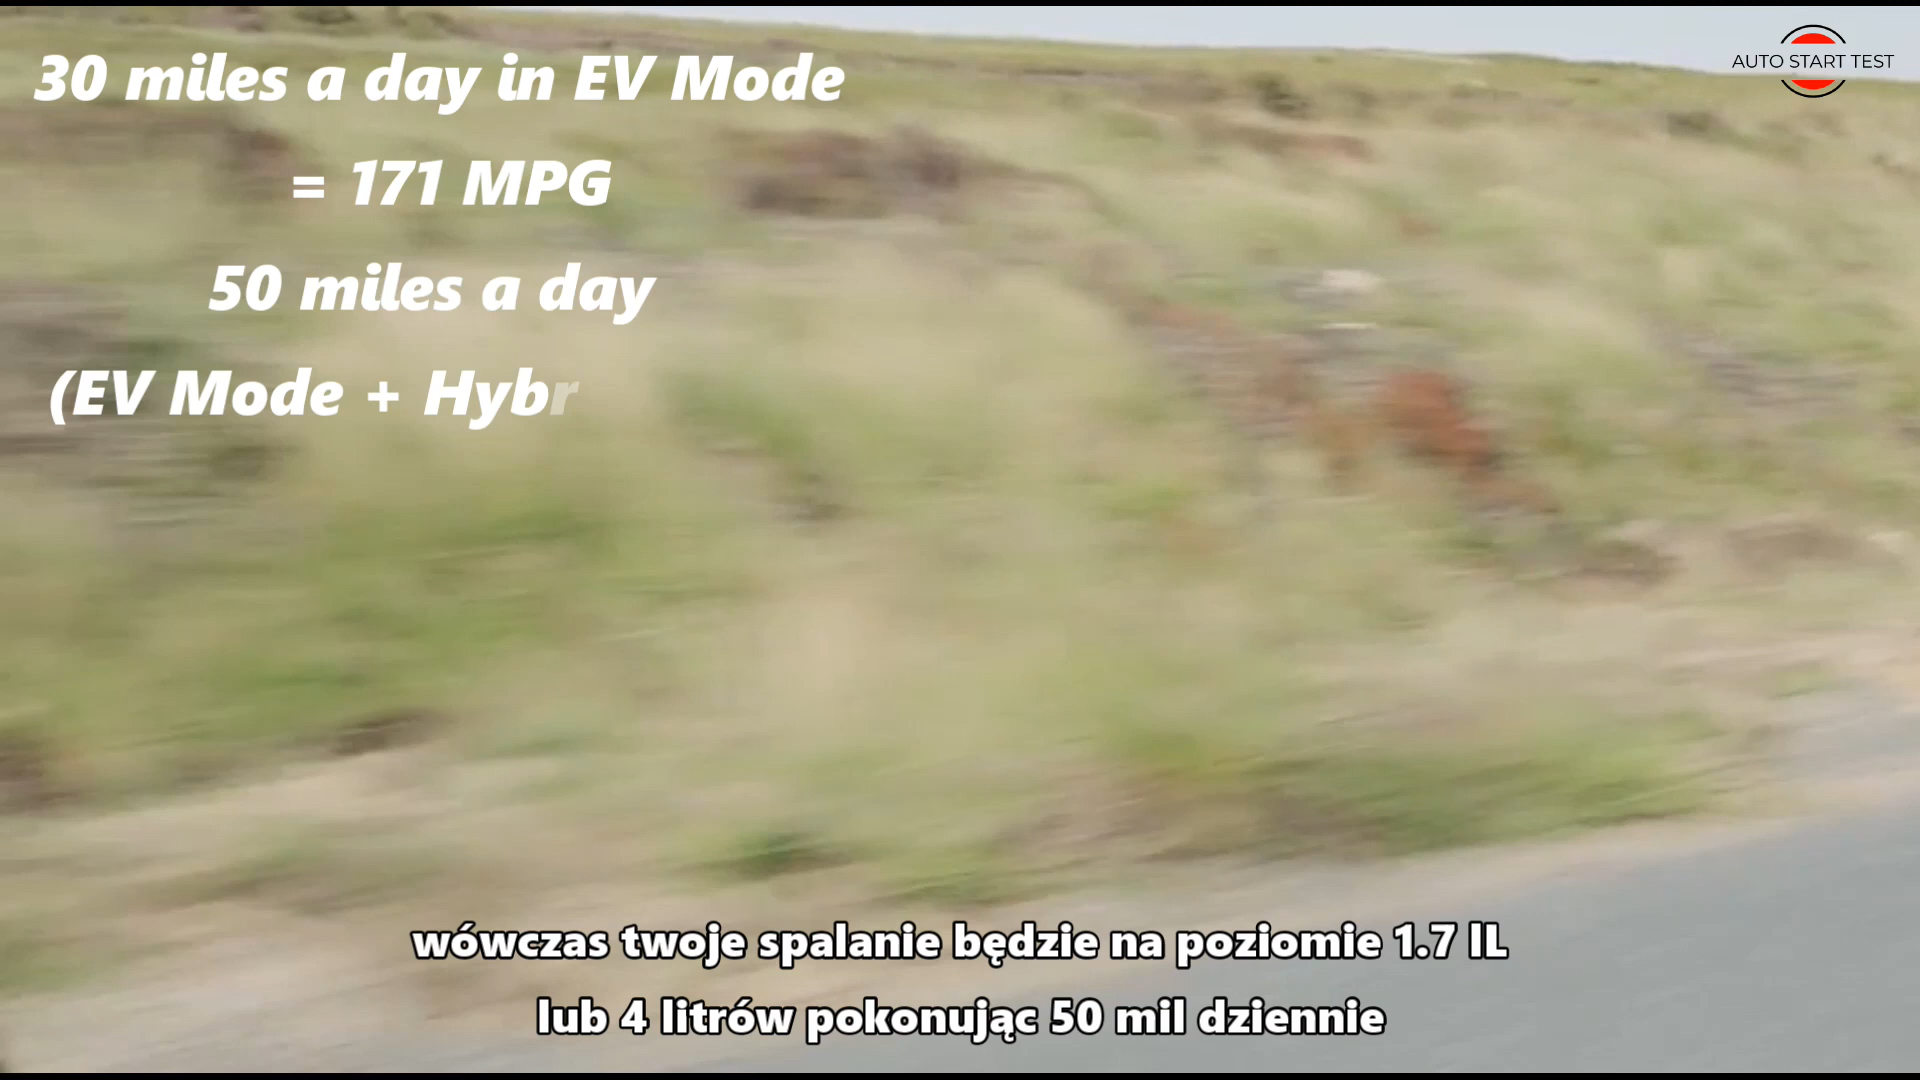 30 miles a day in EV Mode
= 171 MPG
50 miles a day
(EV Mode + Hybr
AUTO START TEST
wówczas twoje spalanie będzie na poziomie 1.7 lL
lub 4 litrów pokonując 50 mil dziennie